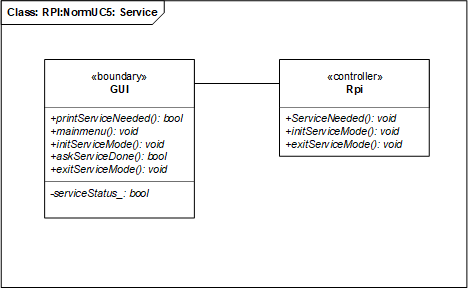 Class: RPI:NormUC5: Service
«boundary»
GUI
+printServiceNeeded(): bool
+mainmenu(): void
+initServiceMode(): void
+askServiceDone(): bool
+exitServiceMode(): void
-serviceStatus_: bool
«controller»
Rpi
+ServiceNeeded(): void
+initServiceMode(): void
+exitServiceMode(): void